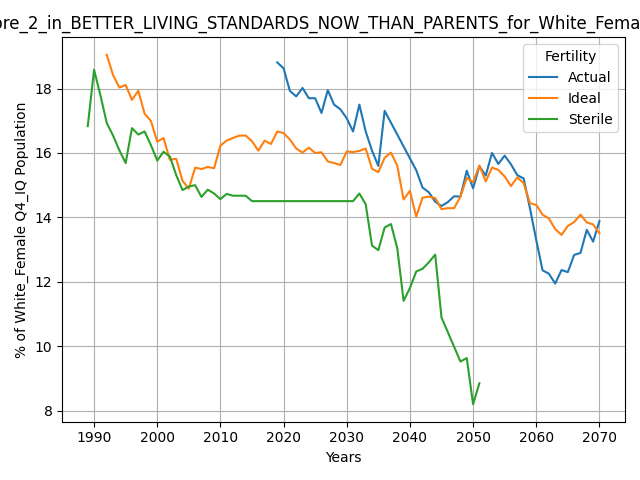 ore_2_in_BETTER_LIVING_STANDARDS_NOW_THAN_PARENTS_for_White_Fema
Fertility
Actual
Ideal
Sterile
% of White_Female Q4_IQ Population
18
16
14
12
10
8
1990 2000 2010 2020 2030 2040 2050 2060 2070
Years